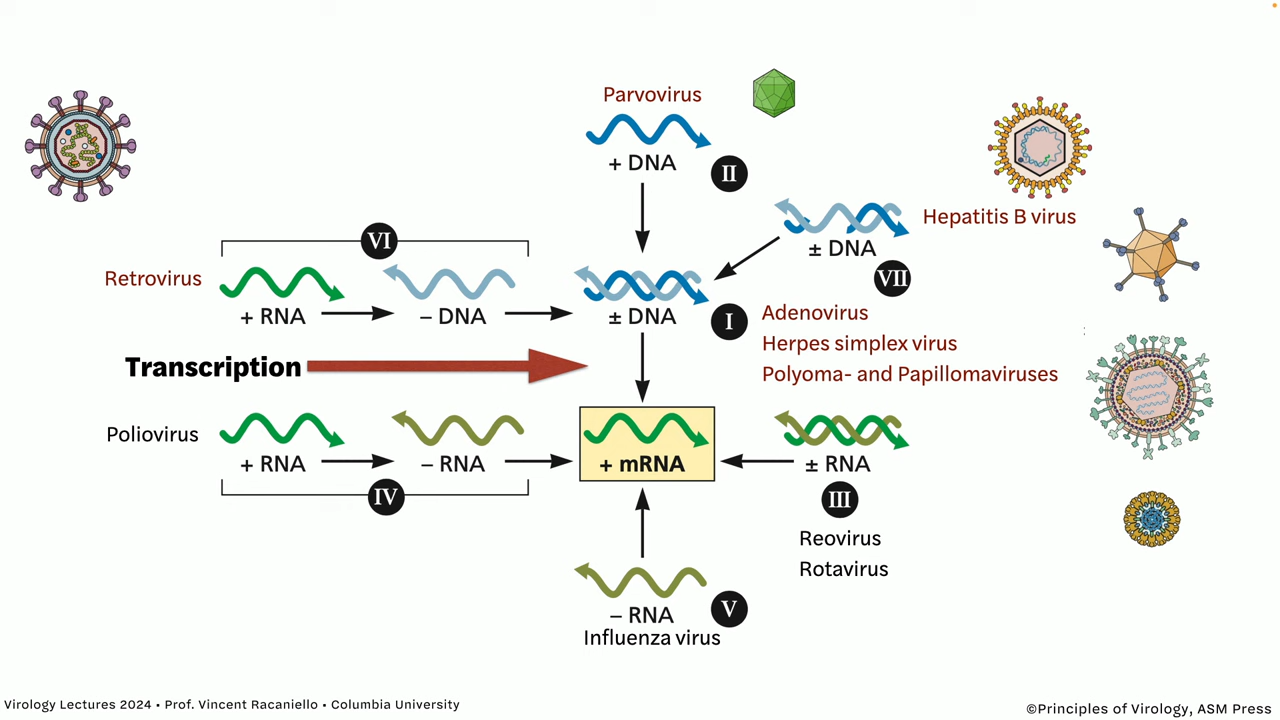 Parvovirus
+ DNA
II
Hepatitis B virus
± DNA
VII
VI
Retrovirus
+ RNA
– DNA
± DNA
I
Adenovirus
Herpes simplex virus
Polyoma- and Papillomaviruses
Transcription
Poliovirus
+ RNA
– RNA
IV
+ mRNA
± RNA
III
Reovirus
Rotavirus
– RNA
V
Influenza virus
Virology Lectures 2024 • Prof. Vincent Racaniello • Columbia University
©Principles of Virology, ASM Press